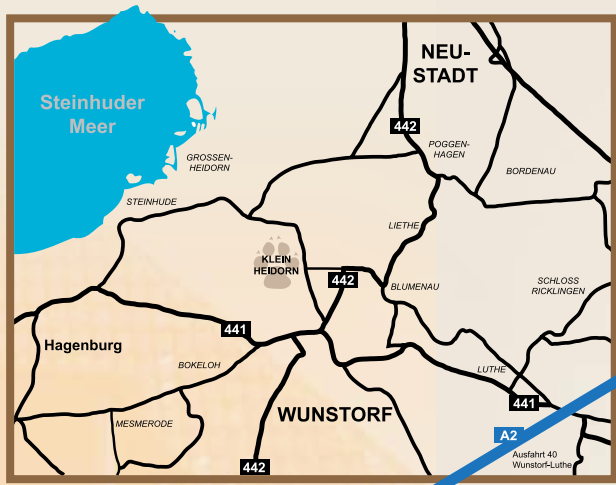 NEU-
STADT
Steinhuder
Meer
442
POGGEN-
HAGEN
GROSSEN-
HEIDORN
BORDENAU
STEINHUDE
LIETHE
KLEIN
HEIDORN
442
BLUMENAU
SCHLOSS
RICKLINGEN
441
Hagenburg
BOKELOH
LUTHE
441
MESMERODE
WUNSTORF
A2
Ausfahrt 40
Wunstorf-Luthe
442